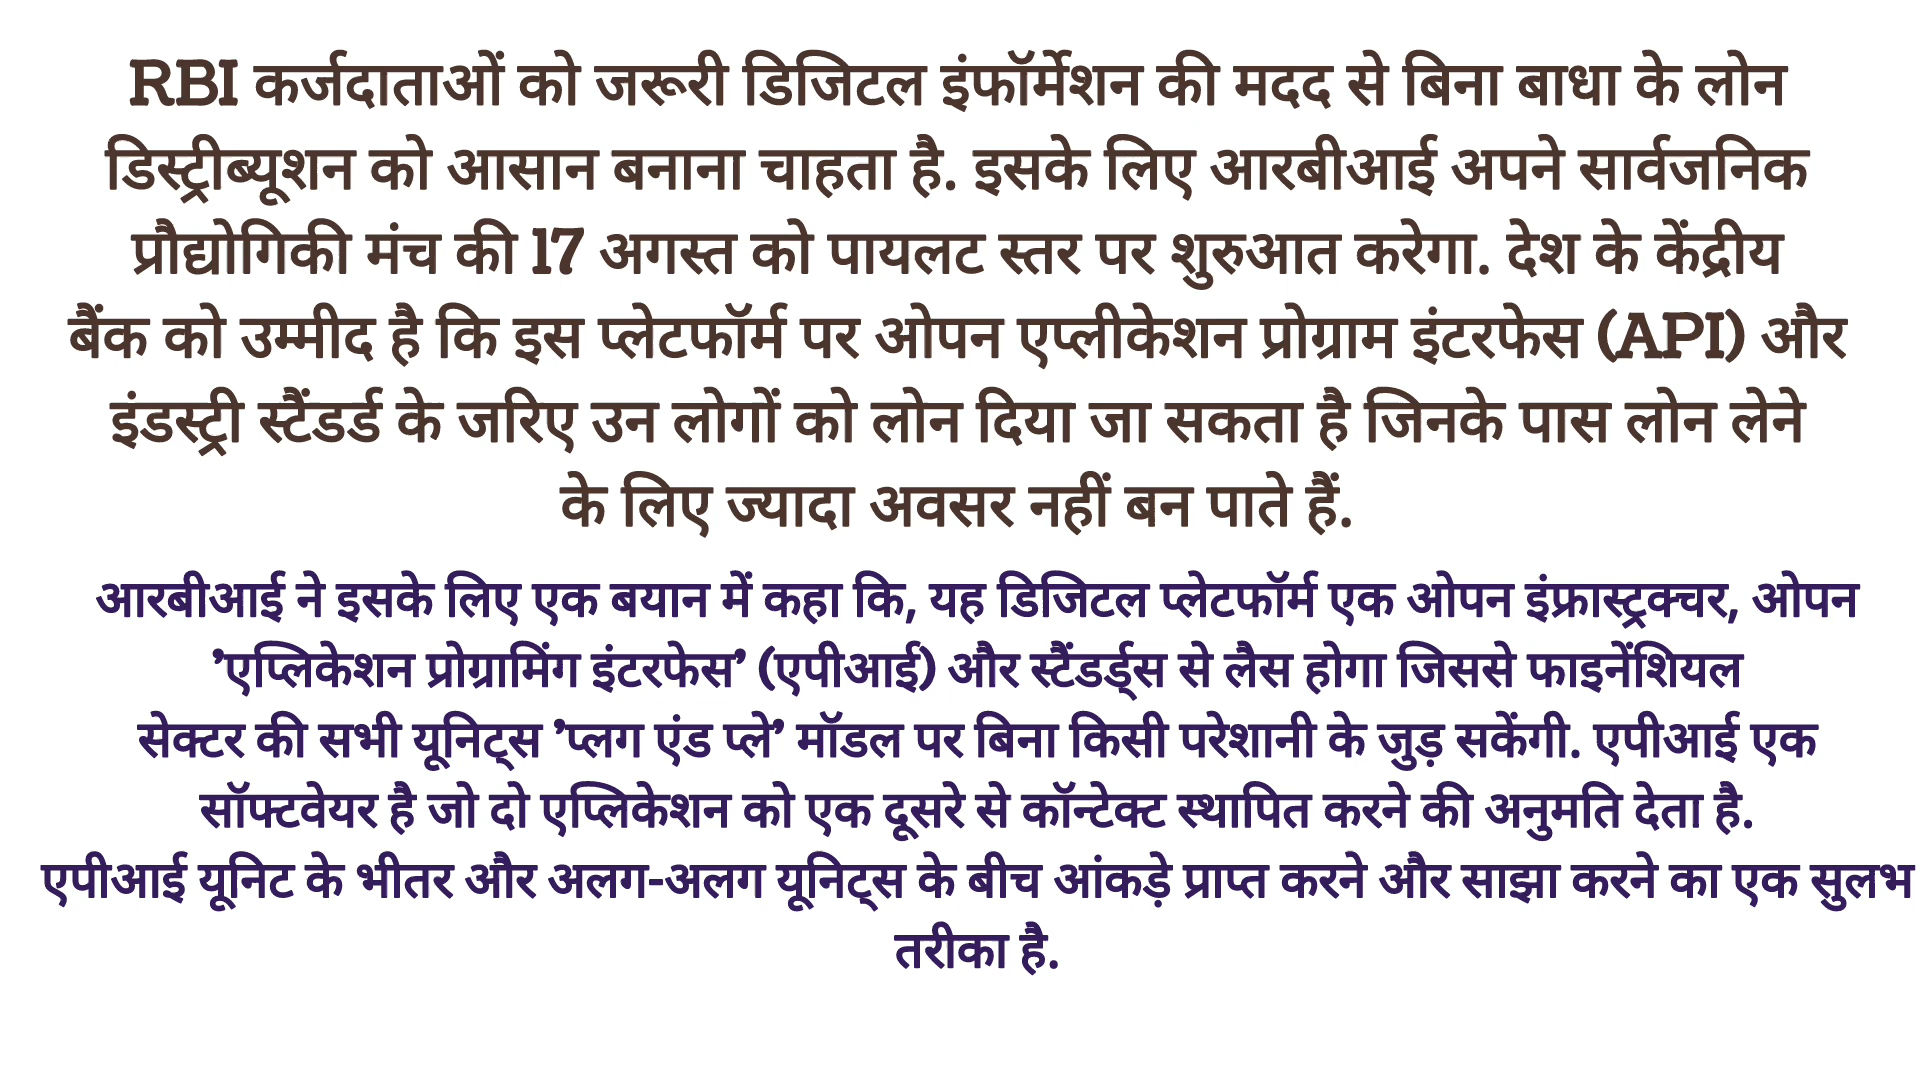 RBI कर्जदाताओं को जरूरी डिजिटल इंफॉर्मेशन की मदद से बिना बाधा के लोन
डिस्ट्रीब्यूशन को आसान बनाना चाहता है. इसके लिए आरबीआई अपने सार्वजनिक
प्रौद्योगिकी मंच की 17 अगस्त को पायलट स्तर पर शुरुआत करेगा. देश के केंद्रीय
बैंक को उम्मीद है कि इस प्लेटफॉर्म पर ओपन एप्लीकेशन प्रोग्राम इंटरफेस (API) और
इंडस्ट्री स्टैंडर्ड के जरिए उन लोगों को लोन दिया जा सकता है जिनके पास लोन लेने
के लिए ज्यादा अवसर नहीं बन पाते हैं.
आरबीआई ने इसके लिए एक बयान में कहा कि, यह डिजिटल प्लेटफॉर्म एक ओपन इंफ्रास्ट्रक्चर, ओपन
'एप्लिकेशन प्रोग्रामिंग इंटरफेस' (एपीआई) और स्टैंडर्ड्स से लैस होगा जिससे फाइनेंशियल
सेक्टर की सभी यूनिट्स 'प्लग एंड प्ले' मॉडल पर बिना किसी परेशानी के जुड़ सकेंगी. एपीआई एक
सॉफ्टवेयर है जो दो एप्लिकेशन को एक दूसरे से कॉन्टेक्ट स्थापित करने की अनुमति देता है.
एपीआई यूनिट के भीतर और अलग-अलग यूनिट्स के बीच आंकड़े प्राप्त करने और साझा करने का एक सुलभ
तरीका है.